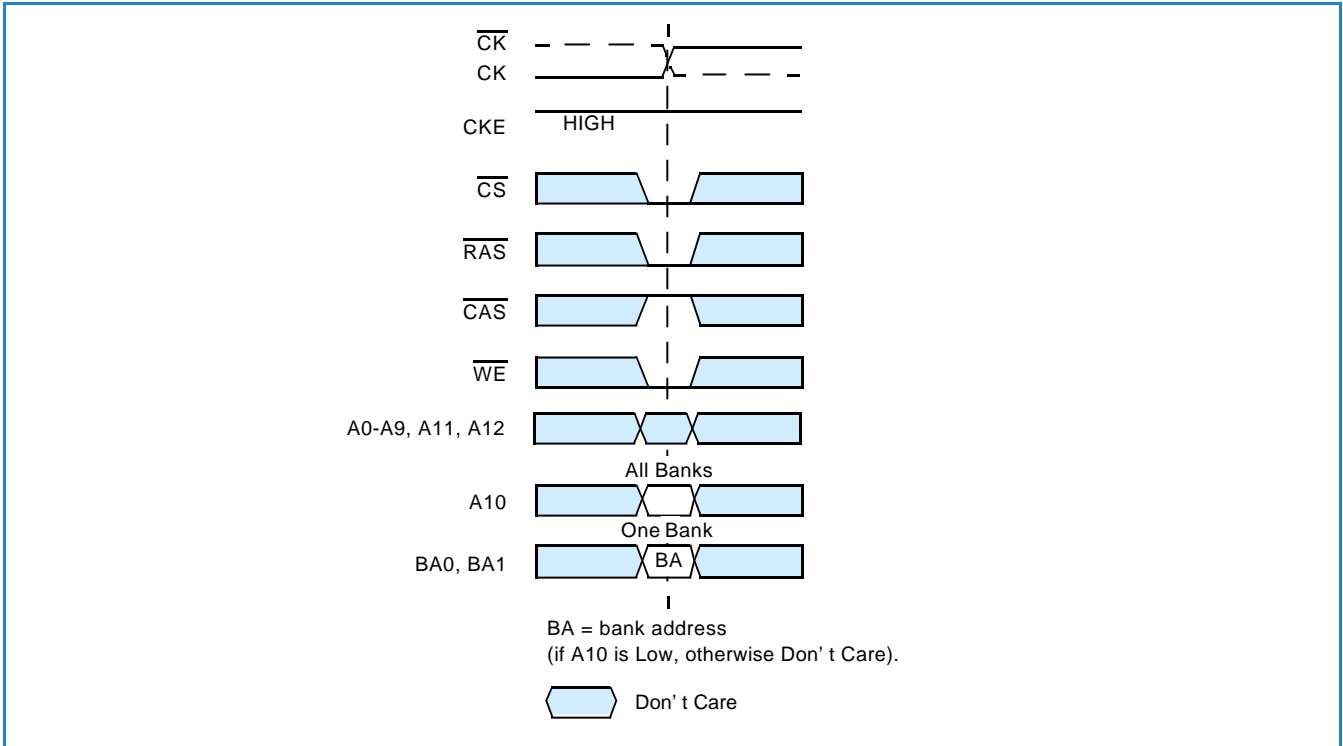 CK
CK
CKE
HIGH
CS
RAS
CAS
WE
A0-A9, A11, A12
All Banks
A10
One Bank
BA0, BA1
BA
BA = bank address
(if A10 is Low, otherwise Don' t Care).
Don' t Care